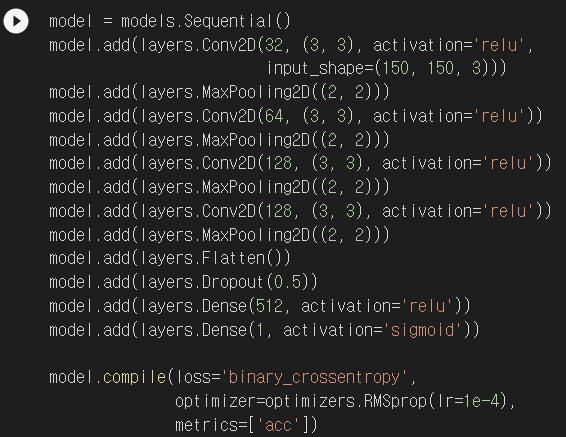 model = models.Sequential()
model.add(layers.Conv2D(32, (3, 3), activation='relu',
                        input_shape=(150, 150, 3)))
model.add(layers.MaxPooling2D((2, 2)))
model.add(layers.Conv2D(64, (3, 3), activation='relu'))
model.add(layers.MaxPooling2D((2, 2)))
model.add(layers.Conv2D(128, (3, 3), activation='relu'))
model.add(layers.MaxPooling2D((2, 2)))
model.add(layers.Conv2D(128, (3, 3), activation='relu'))
model.add(layers.MaxPooling2D((2, 2)))
model.add(layers.Flatten())
model.add(layers.Dropout(0.5))
model.add(layers.Dense(512, activation='relu'))
model.add(layers.Dense(1, activation='sigmoid'))

model.compile(loss='binary_crossentropy',
              optimizer=optimizers.RMSprop(lr=1e-4),
              metrics=['acc'])